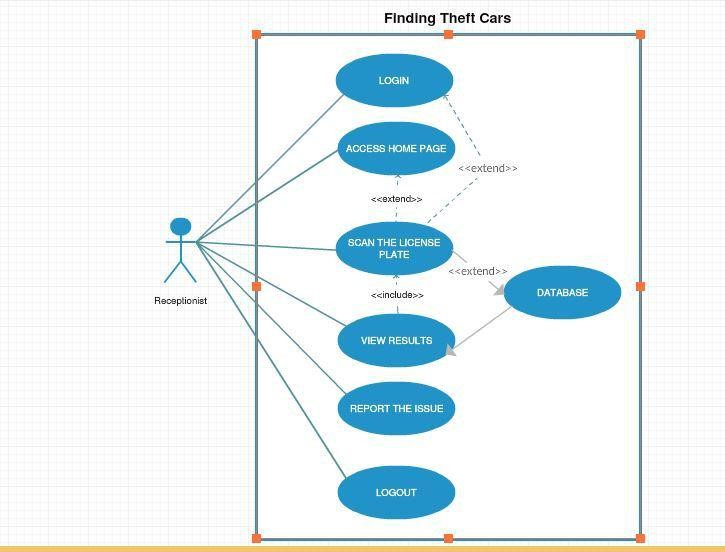 Finding Theft Cars
LOGIN
ACCESS HOME PAGE
<<extend>>
<<extend>>
SCAN THE LICENSE
PLATE
<<extend>>
Receptionist
<<include>>
DATABASE
VIEW RESULTS
REPORT THE ISSUE
LOGOUT